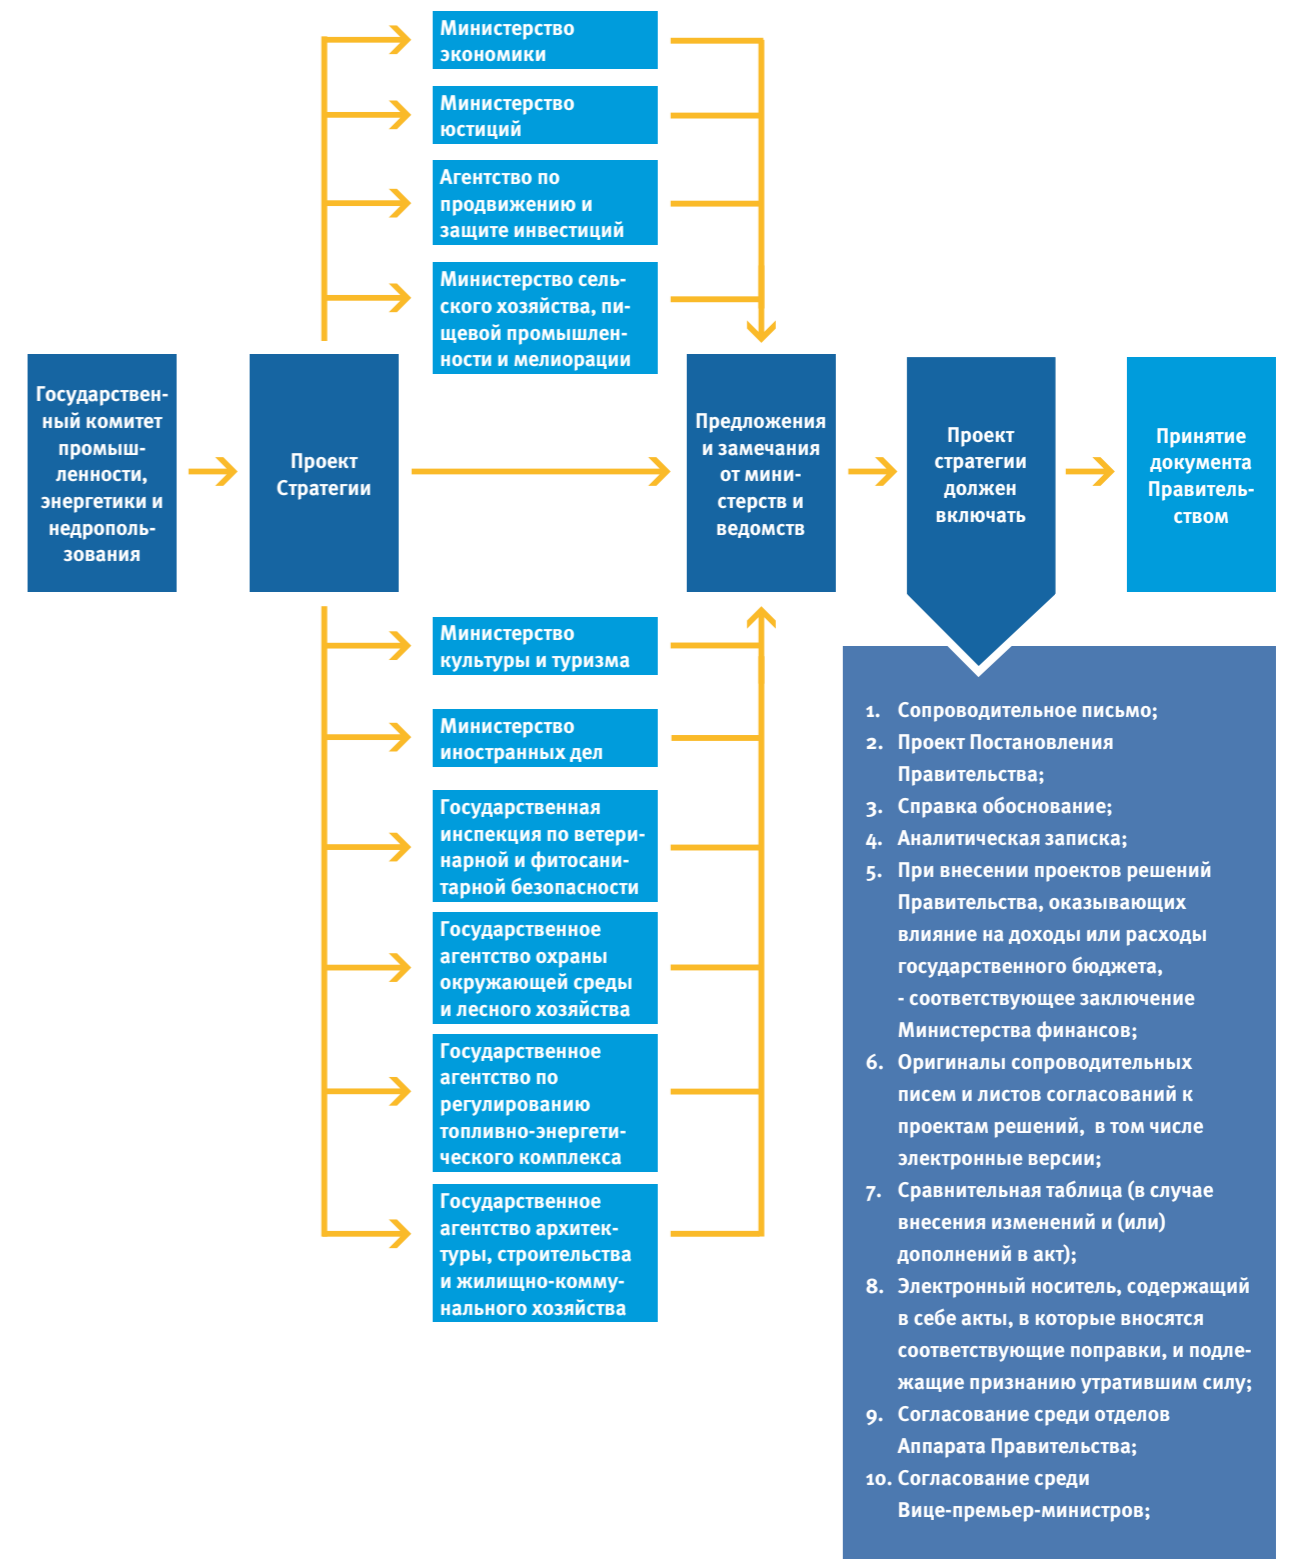 Министерство
экономики
Министерство
юстиций
Агентство по
продвижению и
защите инвестиций
Министерство сель-
ского хозяйства, пи-
щевой промышлен-
ности и мелиорации
Государствен-
ный комитет
промыш-
ленности,
энергетики и
недрополь-
зования
Проект
Стратегии
Предложения
и замечания
от мини-
стерств и
ведомств
Проект
стратегии
должен
включать
Принятие
документа
Правитель-
ством
Министерство
культуры и туризма
Министерство
иностранных дел
Государственная
инспекция по ветери-
нарной и фитосани-
тарной безопасности
Государственное
агентство охраны
окружающей среды
и лесного хозяйства
Государственное
агентство по
регулированию
топливно-энергети-
ческого комплекса
Государственное
агентство архитек-
туры, строительства
и жилищно-комму-
нального хозяйства
1. Сопроводительное письмо;
2. Проект Постановления
Правительства;
3. Справка обоснование;
4. Аналитическая записка;
5. При внесении проектов решений
Правительства, оказывающих
влияние на доходы или расходы
государственного бюджета,
- соответствующее заключение
Министерства финансов;
6. Оригиналы сопроводительных
писем и листов согласований к
проектам решений, в том числе
электронные версии;
7. Сравнительная таблица (в случае
внесения изменений и (или)
дополнений в акт);
8. Электронный носитель, содержащий
в себе акты, в которые вносятся
соответствующие поправки, и подле-
жащие признанию утратившим силу;
9. Согласование среди отделов
Аппарата Правительства;
10. Согласование среди
Вице-премьер-министров;